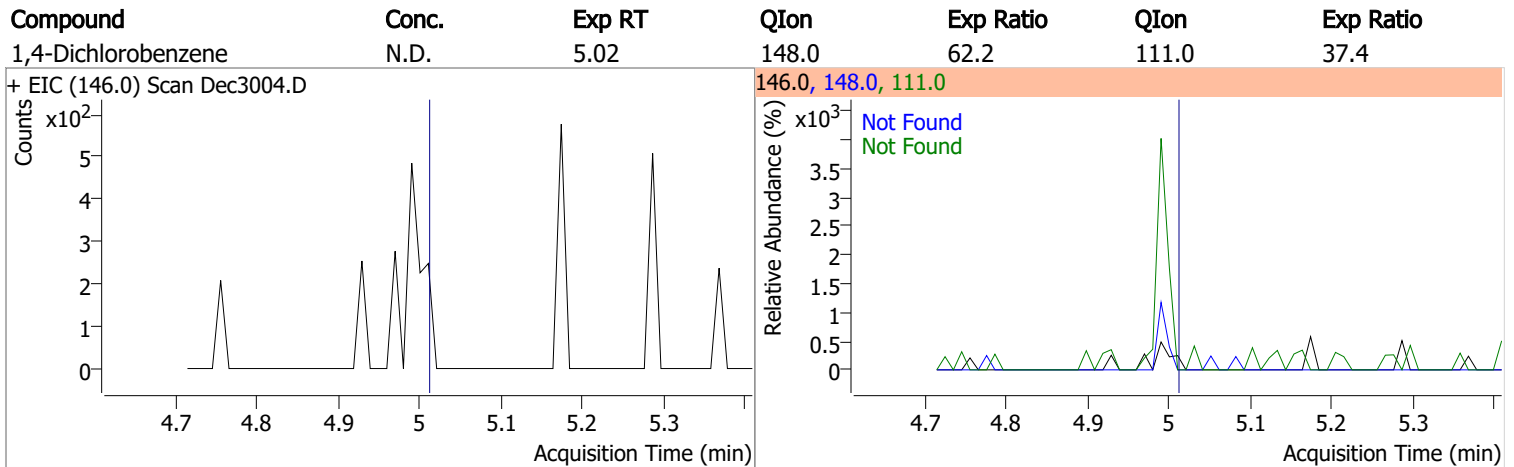 Compound Conc. Exp RT QIon Exp Ratio QIon Exp Ratio
1,4-Dichlorobenzene N.D. 5.02 148.0 62.2 111.0 37.4
+ EIC (146.0) Scan Dec3004.D
Counts
x10²
5
4
3
2
1
0
4.7 4.8 4.9 5 5.1 5.2 5.3
Acquisition Time (min)
146.0, 148.0, 111.0
Relative Abundance (%)
x10³
Not Found
Not Found
3.5
3
2.5
2
1.5
1
0.5
0
4.7 4.8 4.9 5 5.1 5.2 5.3
Acquisition Time (min)